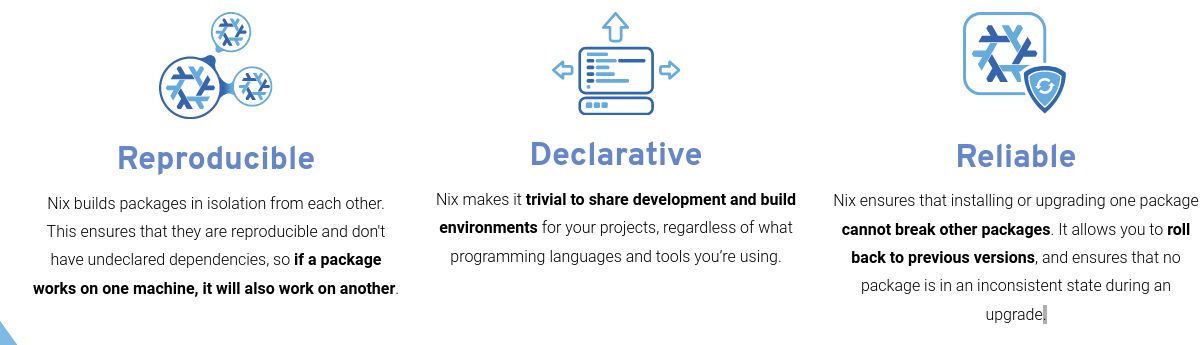 Reproducible
Nix builds packages in isolation from each other.
This ensures that they are reproducible and don't
have undeclared dependencies, so if a package
works on one machine, it will also work on another.
Declarative
Nix makes it trivial to share development and build
environments for your projects, regardless of what
programming languages and tools you’re using.
Reliable
Nix ensures that installing or upgrading one package
cannot break other packages. It allows you to roll
back to previous versions, and ensures that no
package is in an inconsistent state during an
upgrade.